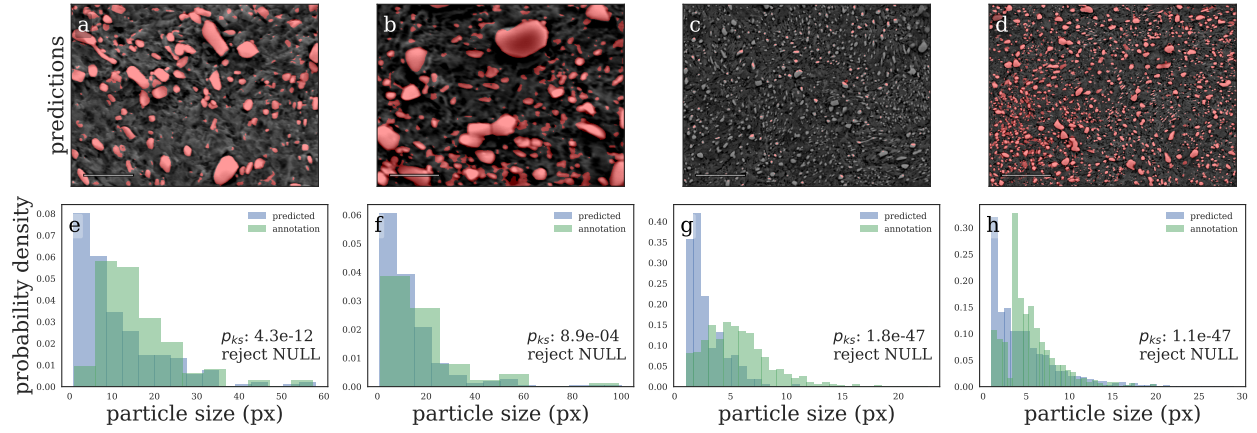 predictions
a
b
c
d
probability density
e
predicted
annotation
0.08
0.07
0.06
0.05
0.04
0.03
0.02
0.01
0.00
p_ks: 4.3e-12
reject NULL
0 10 20 30 40 50 60
particle size (px)
f
predicted
annotation
0.06
0.05
0.04
0.03
0.02
0.01
0.00
p_ks: 8.9e-04
reject NULL
0 20 40 60 80 100
particle size (px)
g
predicted
annotation
0.40
0.35
0.30
0.25
0.20
0.15
0.10
0.05
0.00
p_ks: 1.8e-47
reject NULL
0 5 10 15 20
particle size (px)
h
predicted
annotation
0.30
0.25
0.20
0.15
0.10
0.05
0.00
p_ks: 1.1e-47
reject NULL
0 5 10 15 20 25 30
particle size (px)